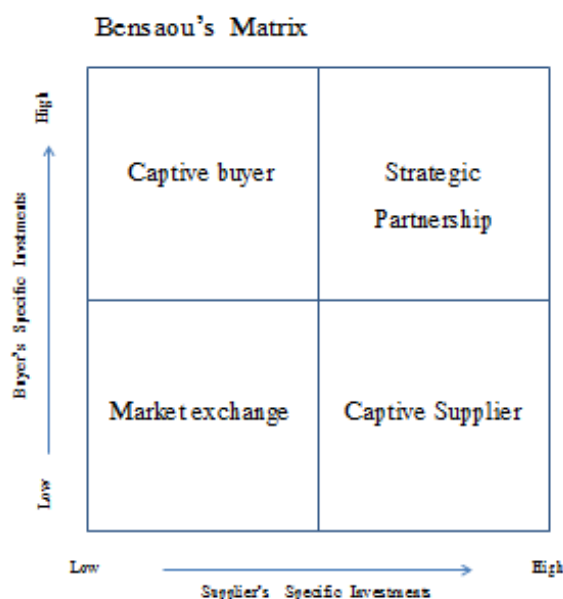 Bensaou's Matrix
High
Captive buyer
Strategic
Partnership
Buyer's Specific Invstments
Market exchange
Captive Supplier
Low
Low
High
Supplier's Specific Investments